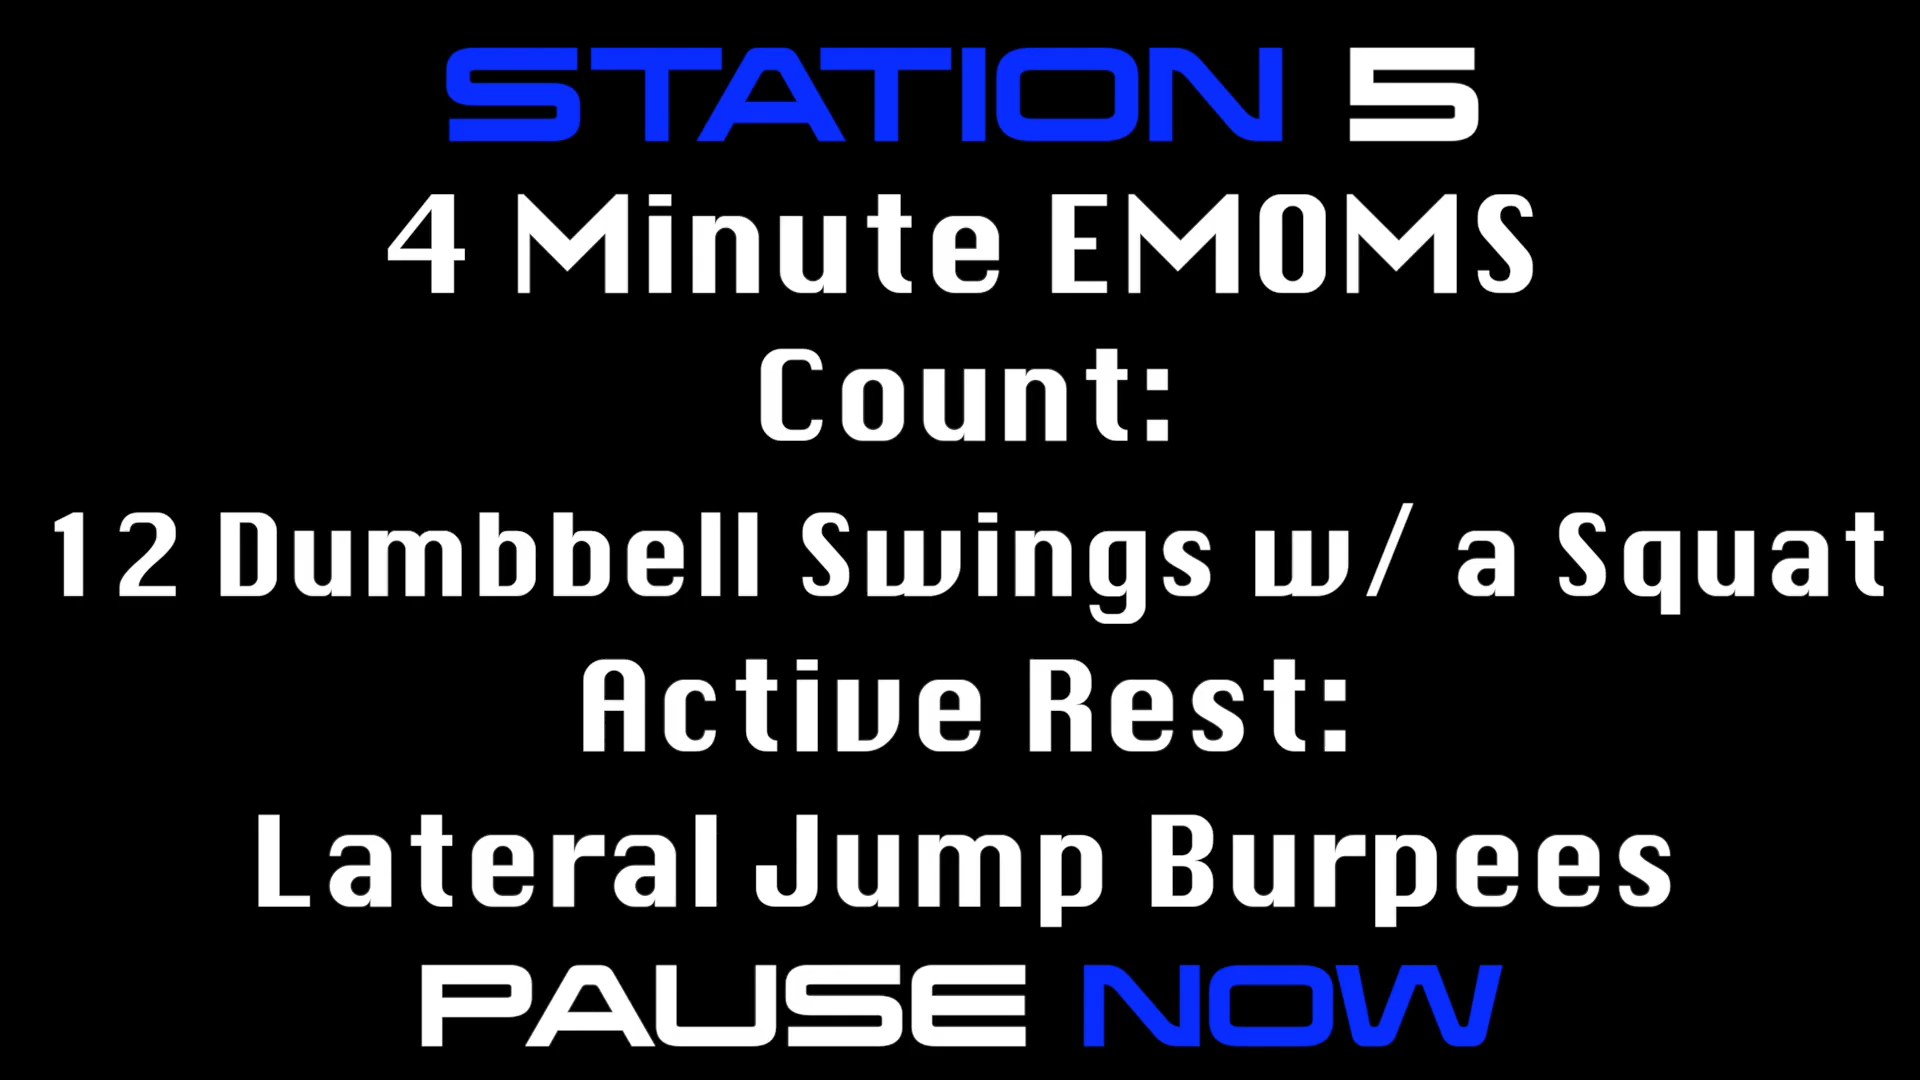 STATION 5
4 Minute EMOMS
Count:
12 Dumbbell Swings w/ a Squat
Active Rest:
Lateral Jump Burpees
PAUSE NOW